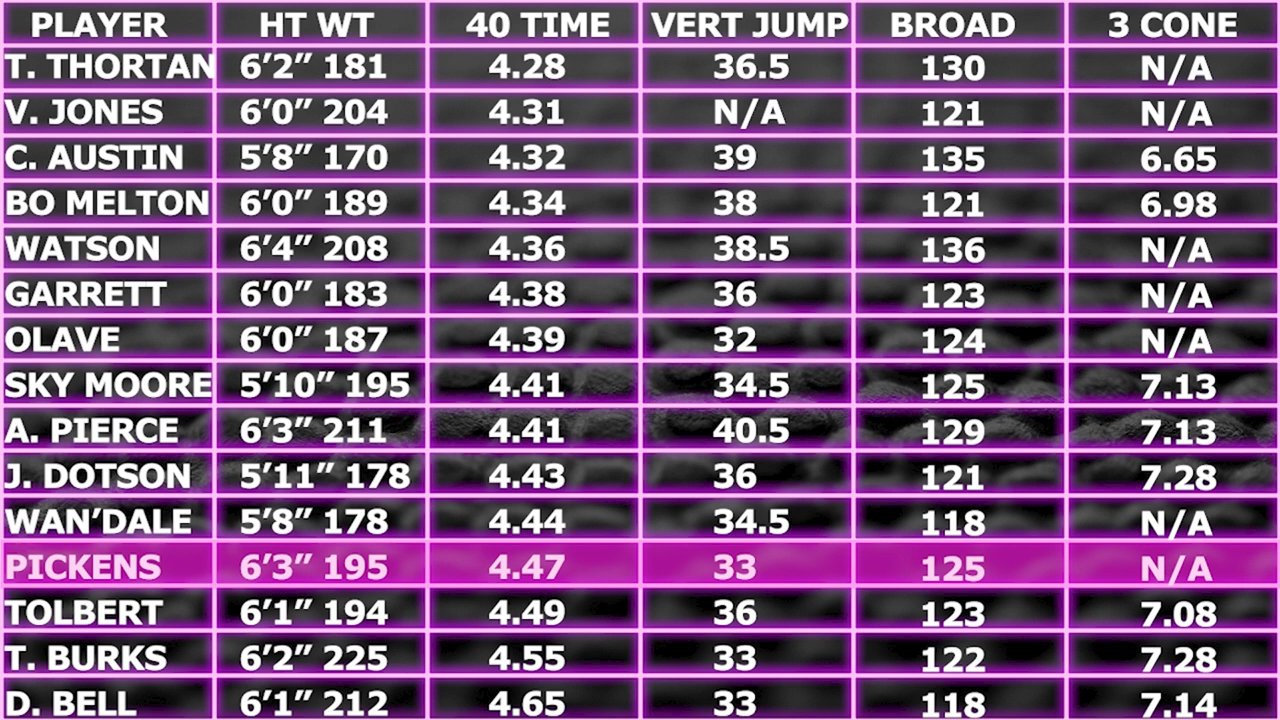 PLAYER HT WT 40 TIME VERT JUMP BROAD 3 CONE
T. THORTAN 6'2" 181 4.28 36.5 130 N/A
V. JONES 6'0" 204 4.31 N/A 121 N/A
C. AUSTIN 5'8" 170 4.32 39 135 6.65
BO MELTON 6'0" 189 4.34 38 121 6.98
WATSON 6'4" 208 4.36 38.5 136 N/A
GARRETT 6'0" 183 4.38 36 123 N/A
OLAVE 6'0" 187 4.39 32 124 N/A
SKY MOORE 5'10" 195 4.41 34.5 125 7.13
A. PIERCE 6'3" 211 4.41 40.5 129 7.13
J. DOTSON 5'11" 178 4.43 36 121 7.28
WAN'DALE 5'8" 178 4.44 34.5 118 N/A
PICKENS 6'3" 195 4.47 33 125 N/A
TOLBERT 6'1" 194 4.49 36 123 7.08
T. BURKS 6'2" 225 4.55 33 122 7.28
D. BELL 6'1" 212 4.65 33 118 7.14